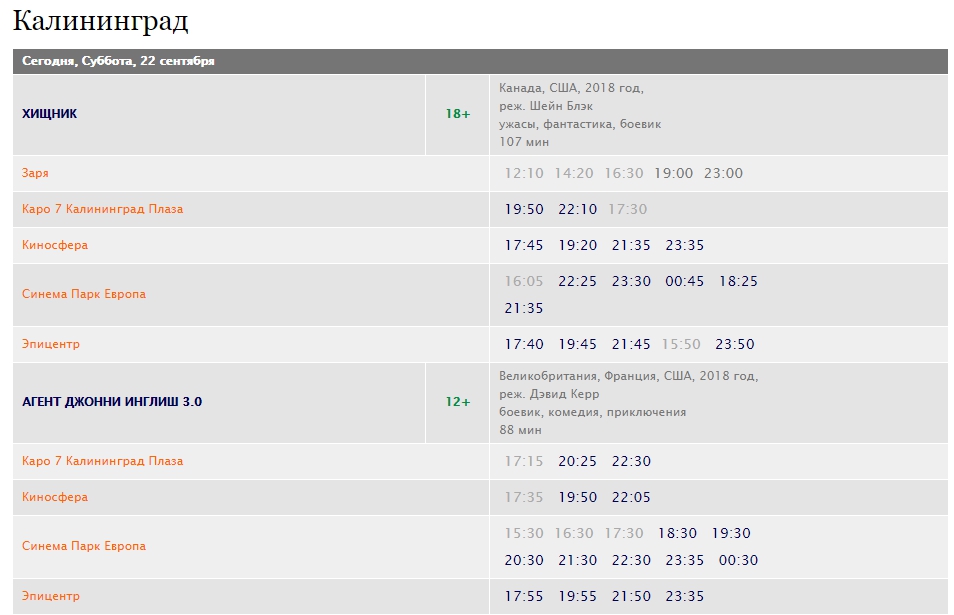 Калининград
Сегодня, Суббота, 22 сентября
ХИЩНИК
18+
Канада, США, 2018 год,
реж. Шейн Блэк
ужасы, фантастика, боевик
107 мин
Заря
12:10 14:20 16:30 19:00 23:00
Каро 7 Калининград Плаза
19:50 22:10 17:30
Киносфера
17:45 19:20 21:35 23:35
Синема Парк Европа
16:05 22:25 23:30 00:45 18:25
21:35
Эпицентр
17:40 19:45 21:45 15:50 23:50
АГЕНТ ДЖОННИ ИНГЛИШ 3.0
12+
Великобритания, Франция, США, 2018 год,
реж. Дэвид Керр
боевик, комедия, приключения
88 мин
Каро 7 Калининград Плаза
17:15 20:25 22:30
Киносфера
17:35 19:50 22:05
Синема Парк Европа
15:30 16:30 17:30 18:30 19:30
20:30 21:30 22:30 23:35 00:30
Эпицентр
17:55 19:55 21:50 23:35